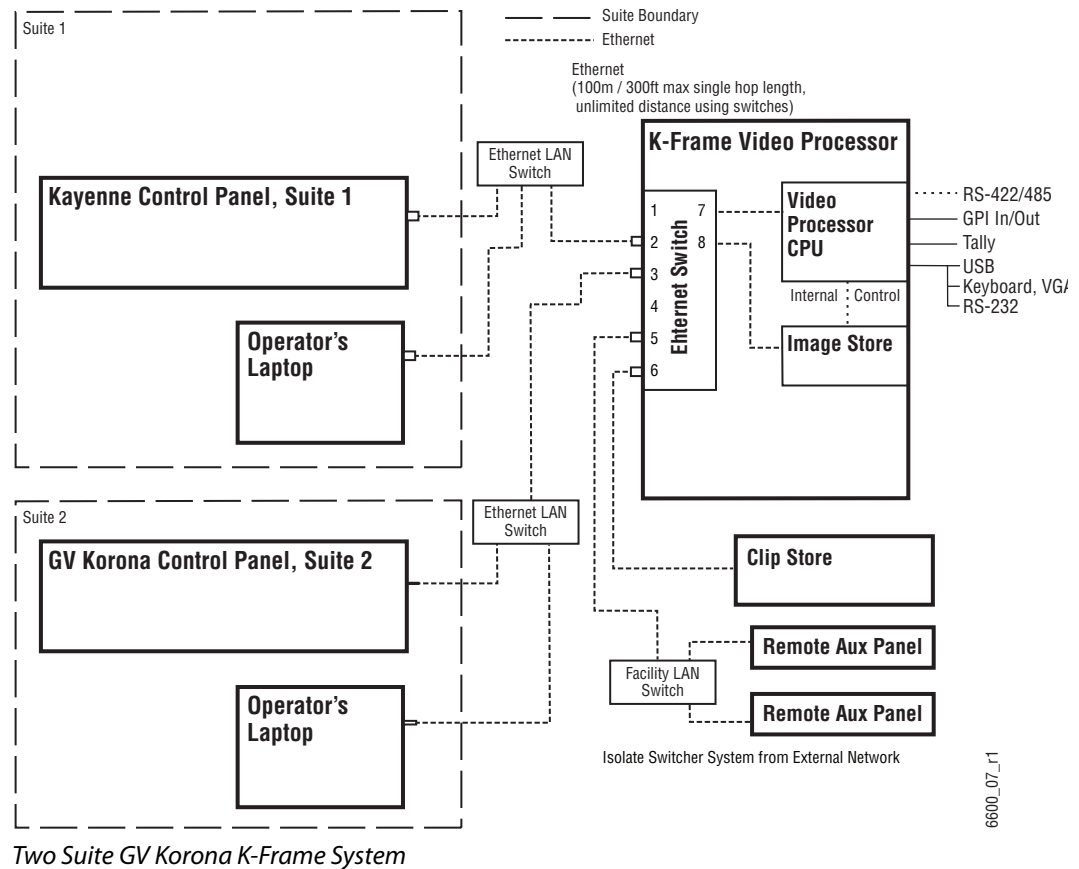 Suite 1
Suite Boundary
Ethernet
Ethernet
(100m / 300ft max single hop length,
unlimited distance using switches)
Kayenne Control Panel, Suite 1
Operator's
Laptop
Ethernet LAN
Switch
K-Frame Video Processor
1
2
3
4
5
6
7
8
Ehternet Switch
Video
Processor
CPU
Internal
Control
Image Store
RS-422/485
GPI In/Out
Tally
USB
Keyboard, VGA
RS-232
Suite 2
GV Korona Control Panel, Suite 2
Operator's
Laptop
Ethernet LAN
Switch
Clip Store
Remote Aux Panel
Facility LAN
Switch
Remote Aux Panel
Isolate Switcher System from External Network
6600_07_r1
Two Suite GV Korona K-Frame System